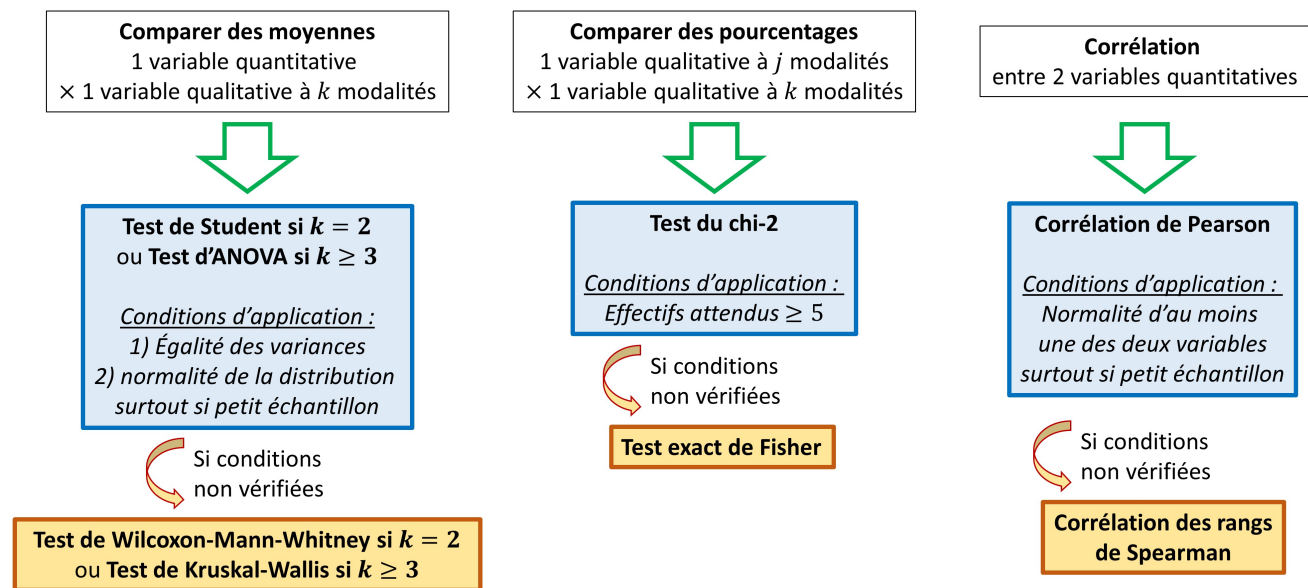 Comparer des moyennes
1 variable quantitative
× 1 variable qualitative à k modalités
Test de Student si k = 2
ou Test d’ANOVA si k ≥ 3
Conditions d’application :
1) Égalité des variances
2) normalité de la distribution
surtout si petit échantillon
Si conditions
non vérifiées
Test de Wilcoxon-Mann-Whitney si k = 2
ou Test de Kruskal-Wallis si k ≥ 3
Comparer des pourcentages
1 variable qualitative à j modalités
× 1 variable qualitative à k modalités
Test du chi-2
Conditions d’application :
Effectifs attendus ≥ 5
Si conditions
non vérifiées
Test exact de Fisher
Corrélation
entre 2 variables quantitatives
Corrélation de Pearson
Conditions d’application :
Normalité d’au moins
une des deux variables
surtout si petit échantillon
Si conditions
non vérifiées
Corrélation des rangs
de Spearman